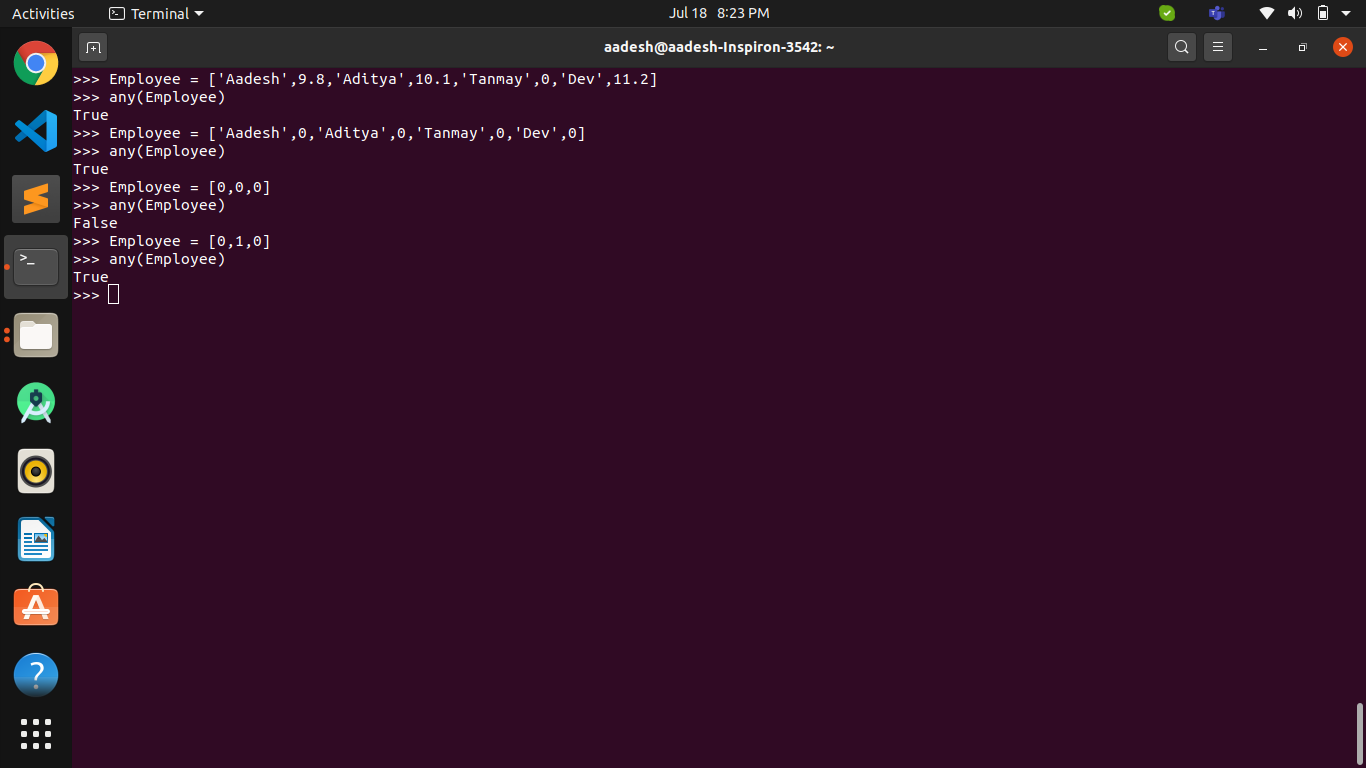 Activities
Terminal
Jul 18 8:23 PM
aadesh@aadesh-Inspiron-3542: ~
>>> Employee = ['Aadesh',9.8,'Aditya',10.1,'Tanmay',0,'Dev',11.2]
>>> any(Employee)
True
>>> Employee = ['Aadesh',0,'Aditya',0,'Tanmay',0,'Dev',0]
>>> any(Employee)
True
>>> Employee = [0,0,0]
>>> any(Employee)
False
>>> Employee = [0,1,0]
>>> any(Employee)
True
>>>